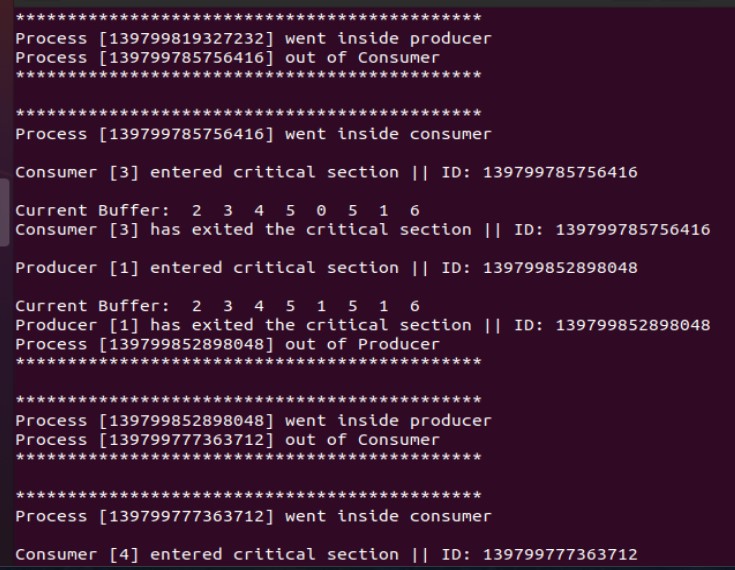 *********************************************
Process [139799819327232] went inside producer
Process [139799785756416] out of Consumer
*********************************************
*********************************************
Process [139799785756416] went inside consumer
Consumer [3] entered critical section || ID: 139799785756416
Current Buffer:  2  3  4  5  0  5  1  6
Consumer [3] has exited the critical section || ID: 139799785756416
Producer [1] entered critical section || ID: 139799852898048
Current Buffer:  2  3  4  5  1  5  1  6
Producer [1] has exited the critical section || ID: 139799852898048
Process [139799852898048] out of Producer
*********************************************
*********************************************
Process [139799852898048] went inside producer
Process [139799777363712] out of Consumer
*********************************************
*********************************************
Process [139799777363712] went inside consumer
Consumer [4] entered critical section || ID: 139799777363712